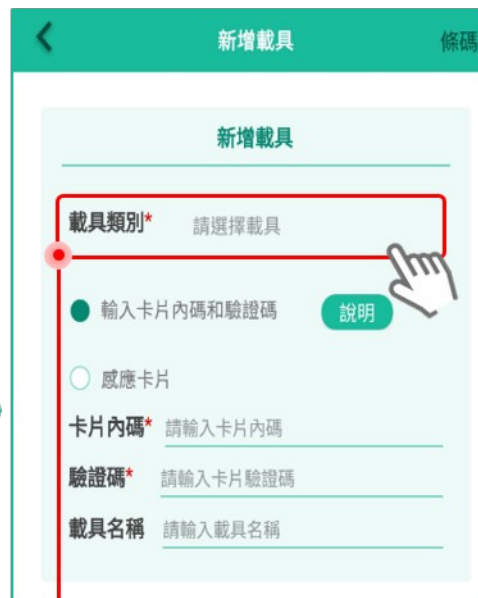 新增載具 條碼
新增載具
載具類別* 請選擇載具
輸入卡片內碼和驗證碼 說明
感應卡片
卡片內碼* 請輸入卡片內碼
驗證碼* 請輸入卡片驗證碼
載具名稱 請輸入載具名稱